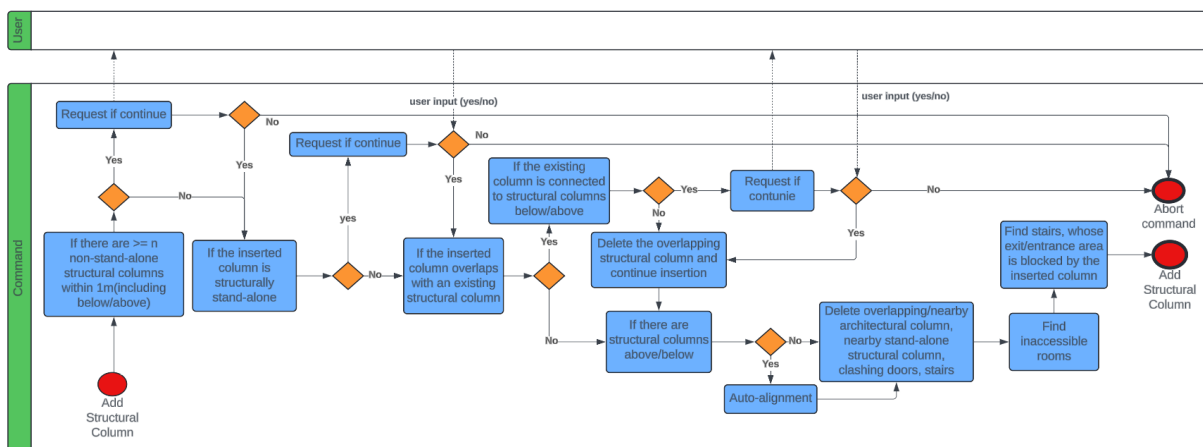 User
Command
Request if continue
No
user input (yes/no)
user input (yes/no)
Yes
Yes
Request if continue
No
Yes
If the existing
column is connected
to structural columns
below/above
Yes
Request if
contunie
No
Abort
command
No
yes
No
Yes
If there are >= n
non-stand-alone
structural columns
within 1m(including
below/above)
If the inserted
column is
structurally
stand-alone
No
If the inserted
column overlaps
with an existing
structural column
Yes
Delete the overlapping
structural column and
continue insertion
Find stairs, whose
exit/entrance area
is blocked by the
inserted column
Add
Structural
Column
No
If there are
structural columns
above/below
No
Yes
Delete overlapping/nearby
architectural column,
nearby stand-alone
structural column,
clashing doors, stairs
Find
inaccessible
rooms
Auto-alignment
Add
Structural
Column